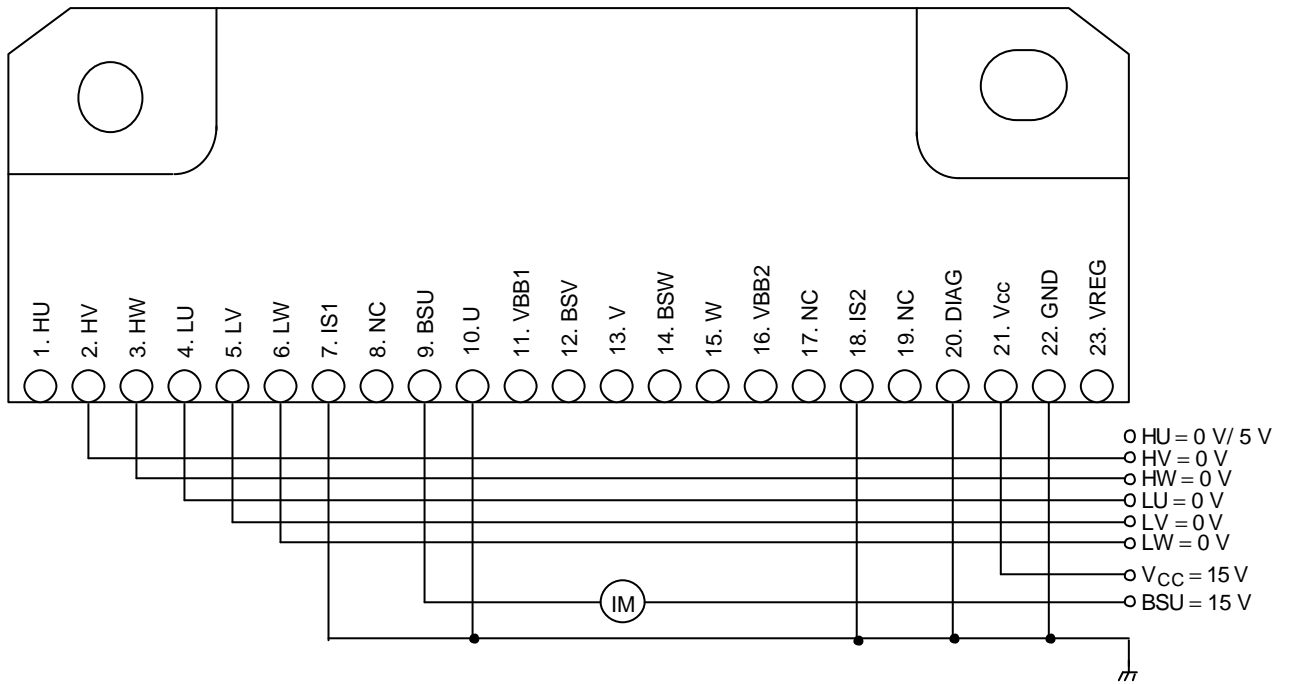 1. HU
2. HV
3. HW
4. LU
5. LV
6. LW
7. IS1
8. NC
9. BSU
10. U
11. VBB1
12. BSV
13. V
14. BSW
15. W
16. VBB2
17. NC
18. IS2
19. NC
20. DIAG
21. Vcc
22. GND
23. VREG
HU = 0 V/ 5 V
HV = 0 V
HW = 0 V
LU = 0 V
LV = 0 V
LW = 0 V
VCC = 15 V
IM
BSU = 15 V